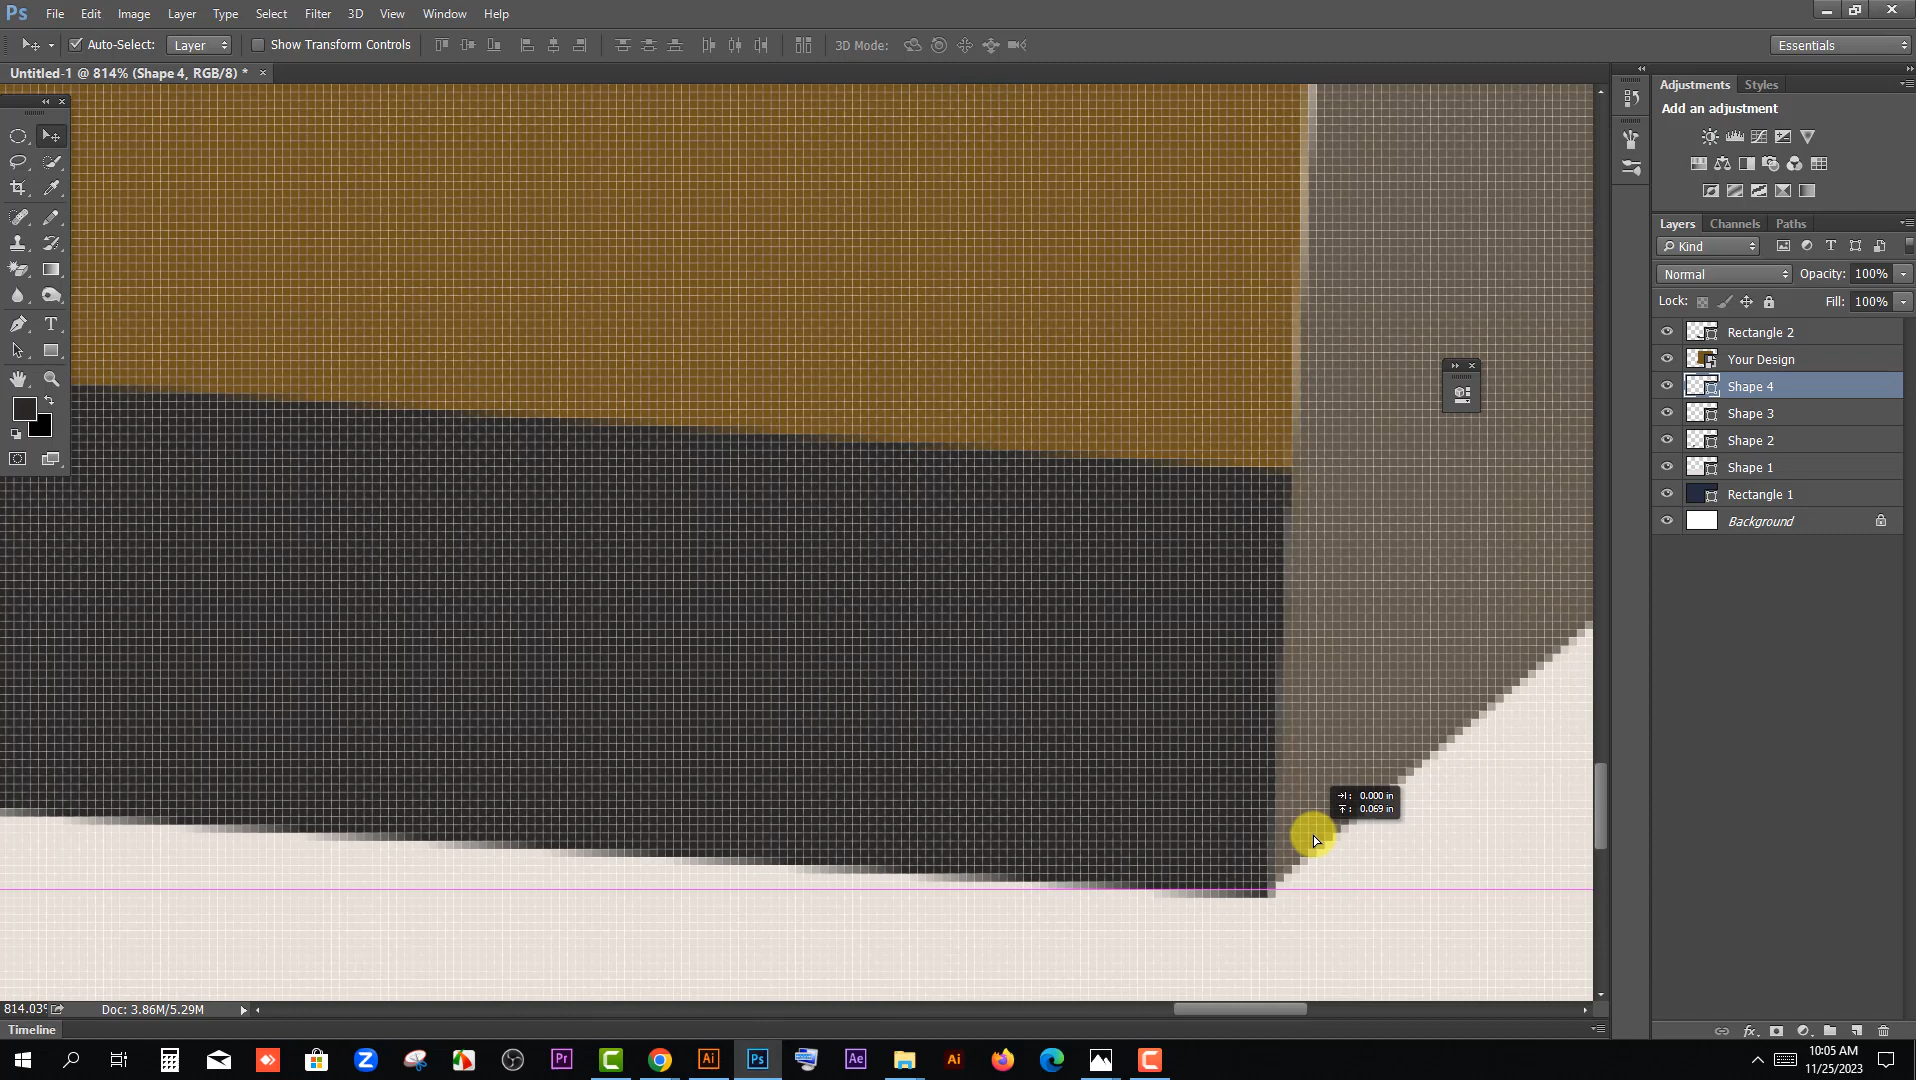 Ps File Edit Image Layer Type Select Filter 3D View Window Help
Auto-Select: Layer Show Transform Controls 3D Mode: Essentials
Untitled-1 @ 814% (Shape 4, RGB/8) *
Adjustments Styles
Add an adjustment
Layers Channels Paths
Kind
Normal Opacity: 100%
Lock: Fill: 100%
Rectangle 2
Your Design
Shape 4
Shape 3
Shape 2
Shape 1
Rectangle 1
Background
0.000 in
0.069 in
814.03% Doc: 3.86M/5.29M
Timeline
10:05 AM
11/25/2023